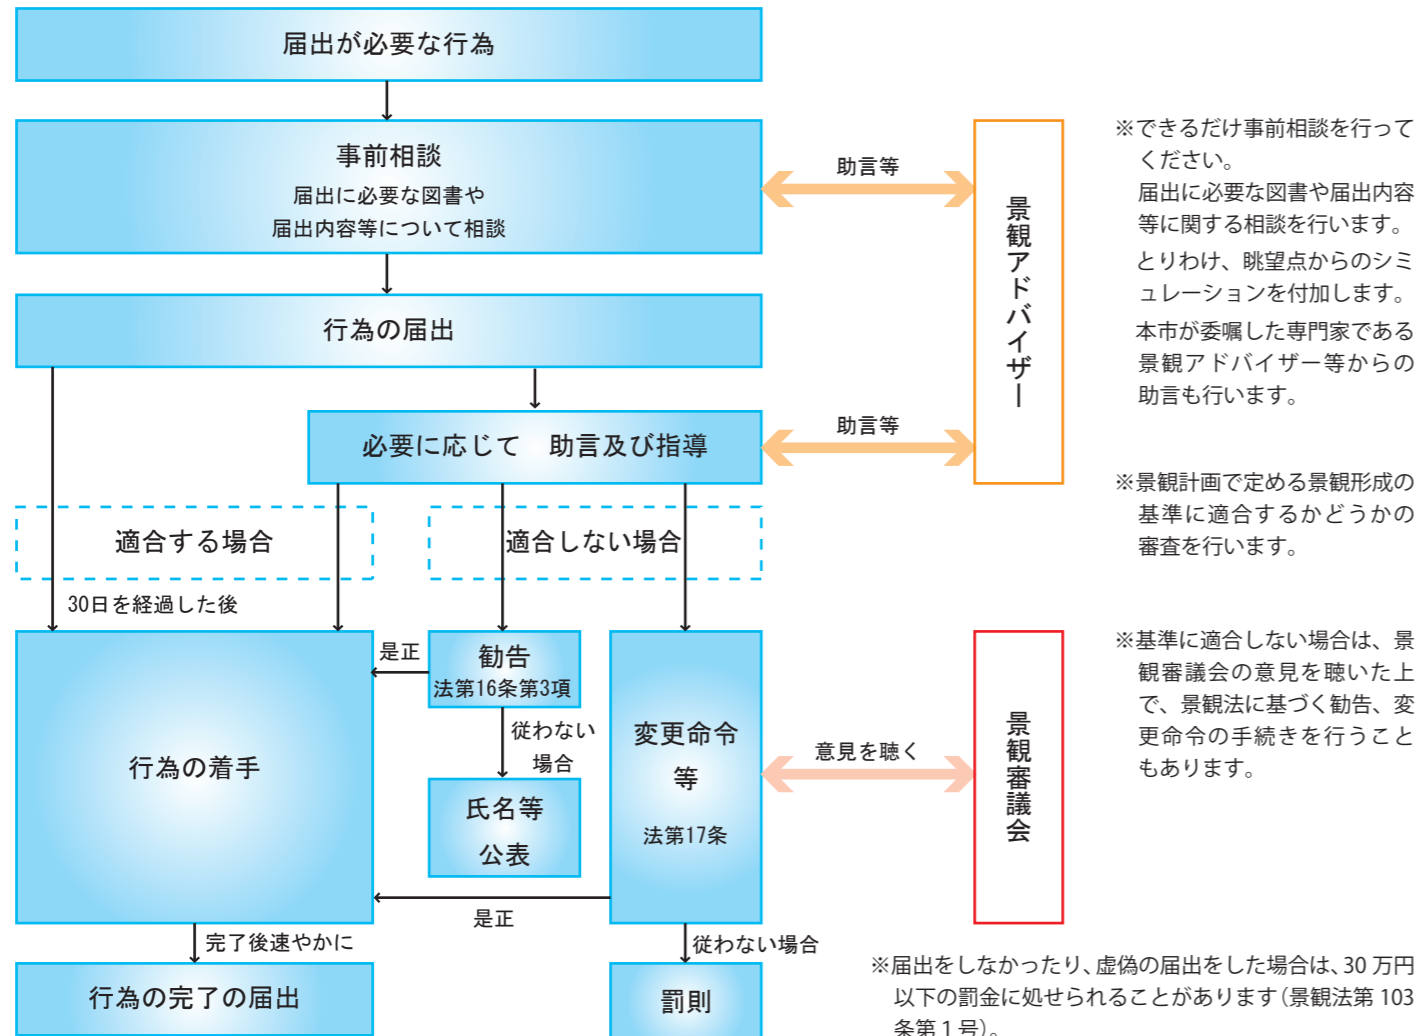 届出が必要な行為
事前相談
届出に必要な図書や
届出内容等について相談
助言等
行為の届出
必要に応じて　助言及び指導
助言等
景観アドバイザー
適合する場合
適合しない場合
30日を経過した後
行為の着手
是正
勧告
法第16条第3項
従わない
場合
氏名等
公表
変更命令
等
法第17条
是正
意見を聴く
景観審議会
完了後速やかに
従わない場合
行為の完了の届出
罰則
※できるだけ事前相談を行って
ください。
届出に必要な図書や届出内容
等に関する相談を行います。
とりわけ、眺望点からのシミ
ュレーションを付加します。
本市が委嘱した専門家である
景観アドバイザー等からの
助言も行います。
※景観計画で定める景観形成の
基準に適合するかどうかの
審査を行います。
※基準に適合しない場合は、景
観審議会の意見を聴いた上
で、景観法に基づく勧告、変
更命令の手続きを行うこと
もあります。
※届出をしなかったり、虚偽の届出をした場合は、30 万円
以下の罰金に処せられることがあります（景観法第 103
条第 1 号）。